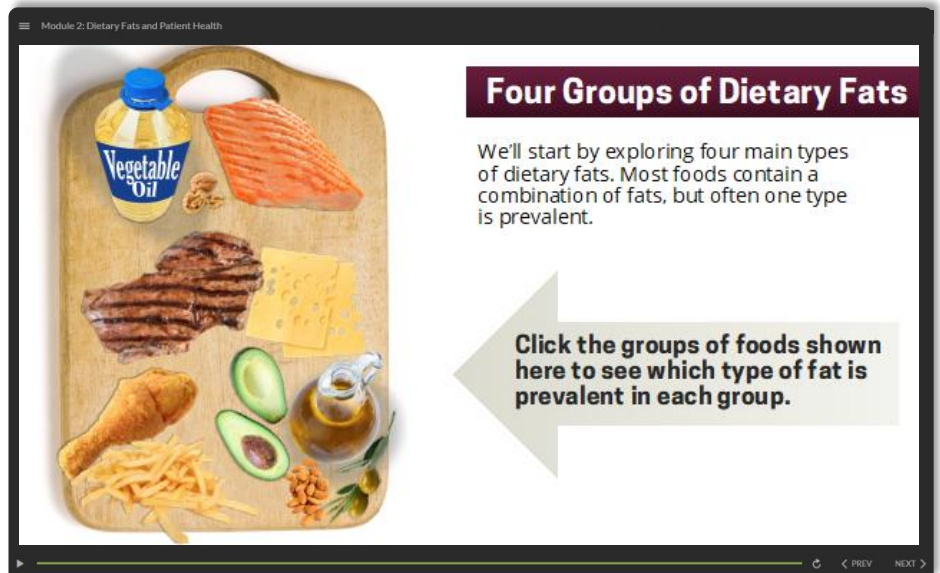 Module 2: Dietary Fats and Patient Health
Four Groups of Dietary Fats
We'll start by exploring four main types
of dietary fats. Most foods contain a
combination of fats, but often one type
is prevalent.
Vegetable
Oil
Click the groups of foods shown
here to see which type of fat is
prevalent in each group.
PREV
NEXT